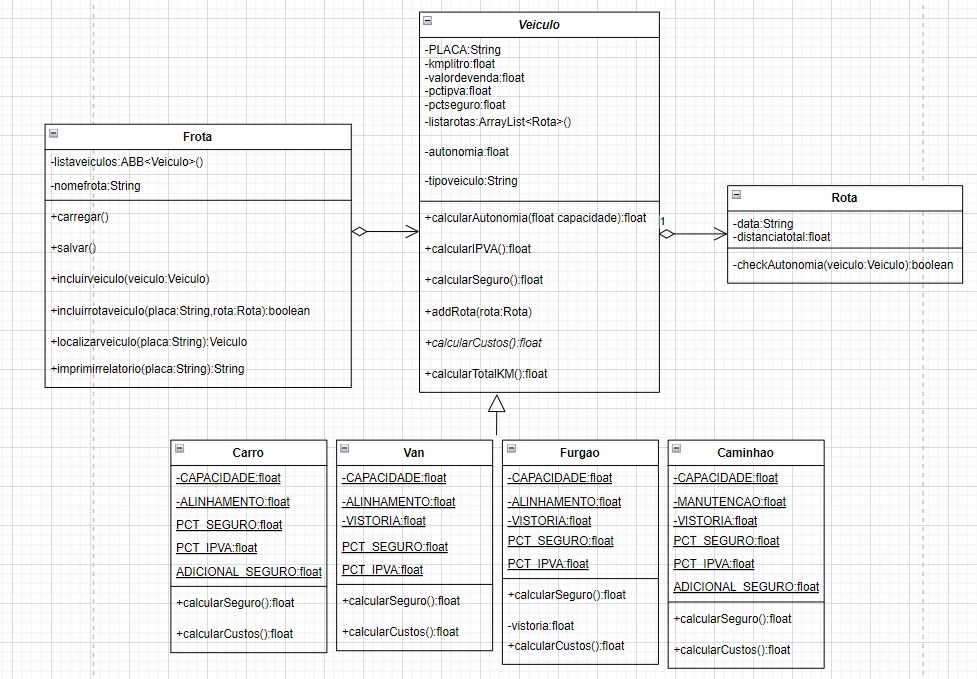 Veiculo
-PLACA:String
-kmplitro:float
-valordevenda:float
-pctipva:float
-pctseguro:float
-listarotas:ArrayList<Rota>()
-autonomia:float
-tipoveiculo:String
+calcularAutonomia(float capacidade):float
+calcularIPVA():float
+calcularSeguro():float
+addRota(rota:Rota)
+calcularCustos():float
+calcularTotalKM():float
Frota
-listaveiculos:ABB<Veiculo>()
-nomefrota:String
+carregar()
+salvar()
+incluirveiculo(veiculo:Veiculo)
+incluirrotaveiculo(placa:String,rota:Rota):boolean
+localizarveiculo(placa:String):Veiculo
+imprimirrelatorio(placa:String):String
1
Rota
-data:String
-distanciatotal:float
-checkAutonomia(veiculo:Veiculo):boolean
Carro
-CAPACIDADE:float
-ALINHAMENTO:float
PCT_SEGURO:float
PCT_IPVA:float
ADICIONAL_SEGURO:float
+calcularSeguro():float
+calcularCustos():float
Van
-CAPACIDADE:float
-ALINHAMENTO:float
-VISTORIA:float
PCT_SEGURO:float
PCT_IPVA:float
+calcularSeguro():float
+calcularCustos():float
Furgao
-CAPACIDADE:float
-ALINHAMENTO:float
-VISTORIA:float
PCT_SEGURO:float
PCT_IPVA:float
+calcularSeguro():float
-vistoria:float
+calcularCustos():float
Caminhao
-CAPACIDADE:float
-MANUTENCAO:float
-VISTORIA:float
PCT_SEGURO:float
PCT_IPVA:float
ADICIONAL_SEGURO:float
+calcularSeguro():float
+calcularCustos():float